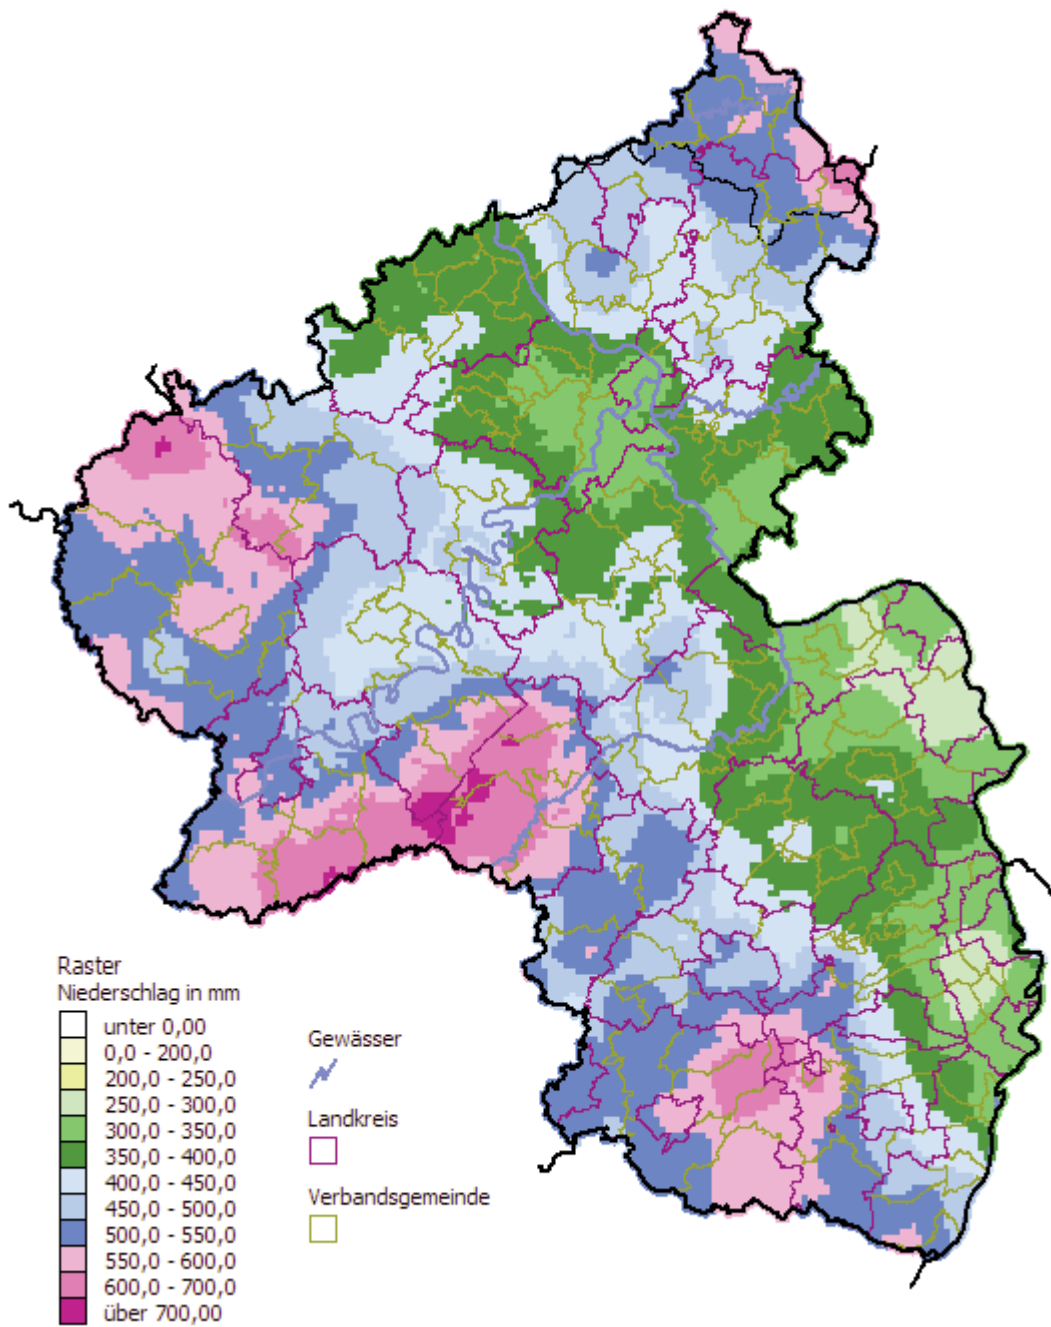 Raster
Niederschlag in mm
unter 0,00
0,0 - 200,0
200,0 - 250,0
250,0 - 300,0
300,0 - 350,0
350,0 - 400,0
400,0 - 450,0
450,0 - 500,0
500,0 - 550,0
550,0 - 600,0
600,0 - 700,0
über 700,00
Gewässer
Landkreis
Verbandsgemeinde